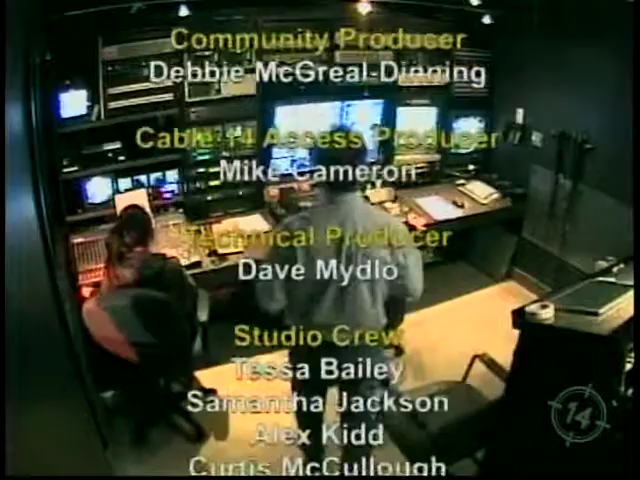 Community Producer
Debbie McGreal-Dinning
Cable 14 Access Producer
Mike Cameron
Technical Producer
Dave Mydlo
Studio Crew
Tessa Bailey
Samantha Jackson
Alex Kidd
Curtis McCullough
14